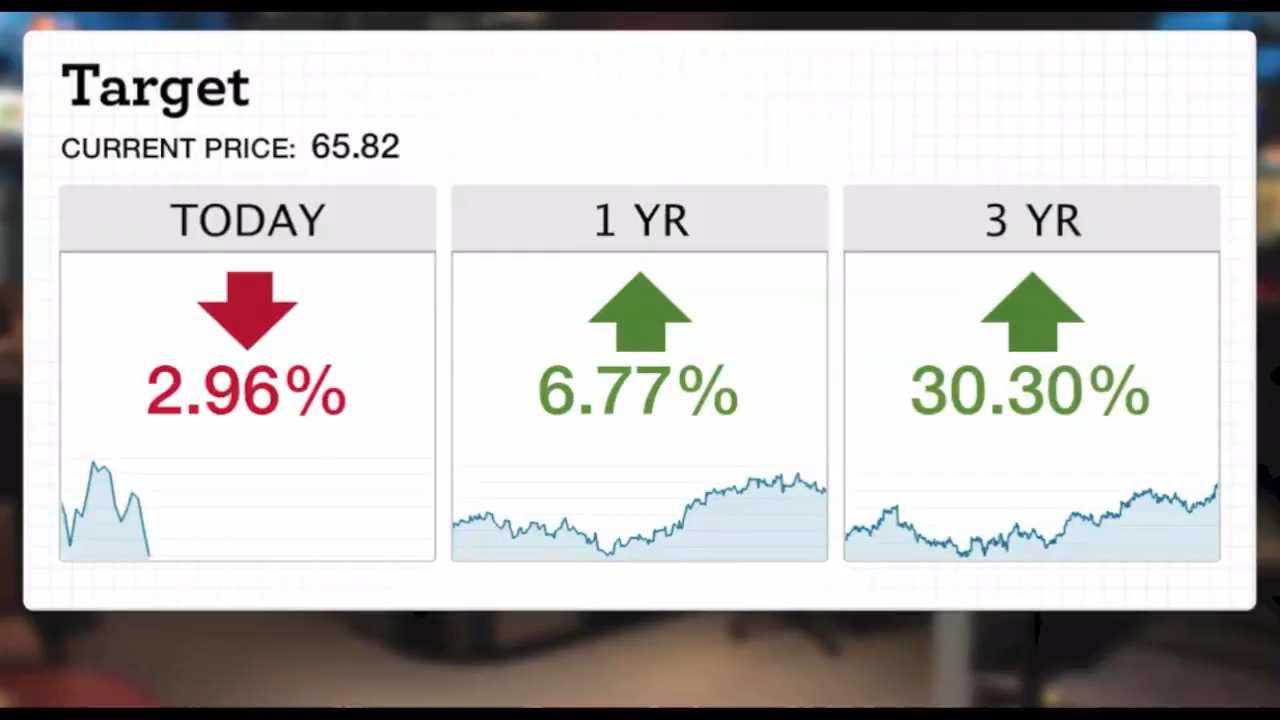 Target
CURRENT PRICE: 65.82
TODAY
1 YR
3 YR
2.96%
6.77%
30.30%